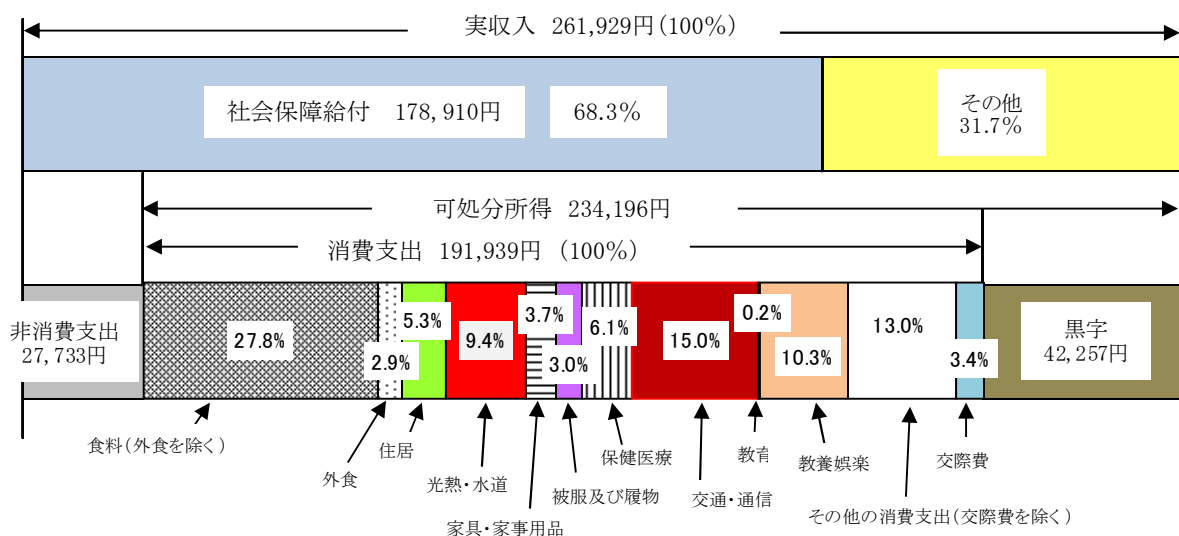 実収入 261,929円(100%)
社会保障給付 178,910円 68.3%
その他
31.7%
可処分所得 234,196円
消費支出 191,939円 (100%)
非消費支出
27,733円
27.8%
2.9%
5.3%
9.4%
3.7%
3.0%
6.1%
15.0%
0.2%
10.3%
13.0%
3.4%
黒字
42,257円
食料(外食を除く)
外食
住居
光熱・水道
家具・家事用品
被服及び履物
保健医療
交通・通信
教育
教養娯楽
その他の消費支出(交際費を除く)
交際費